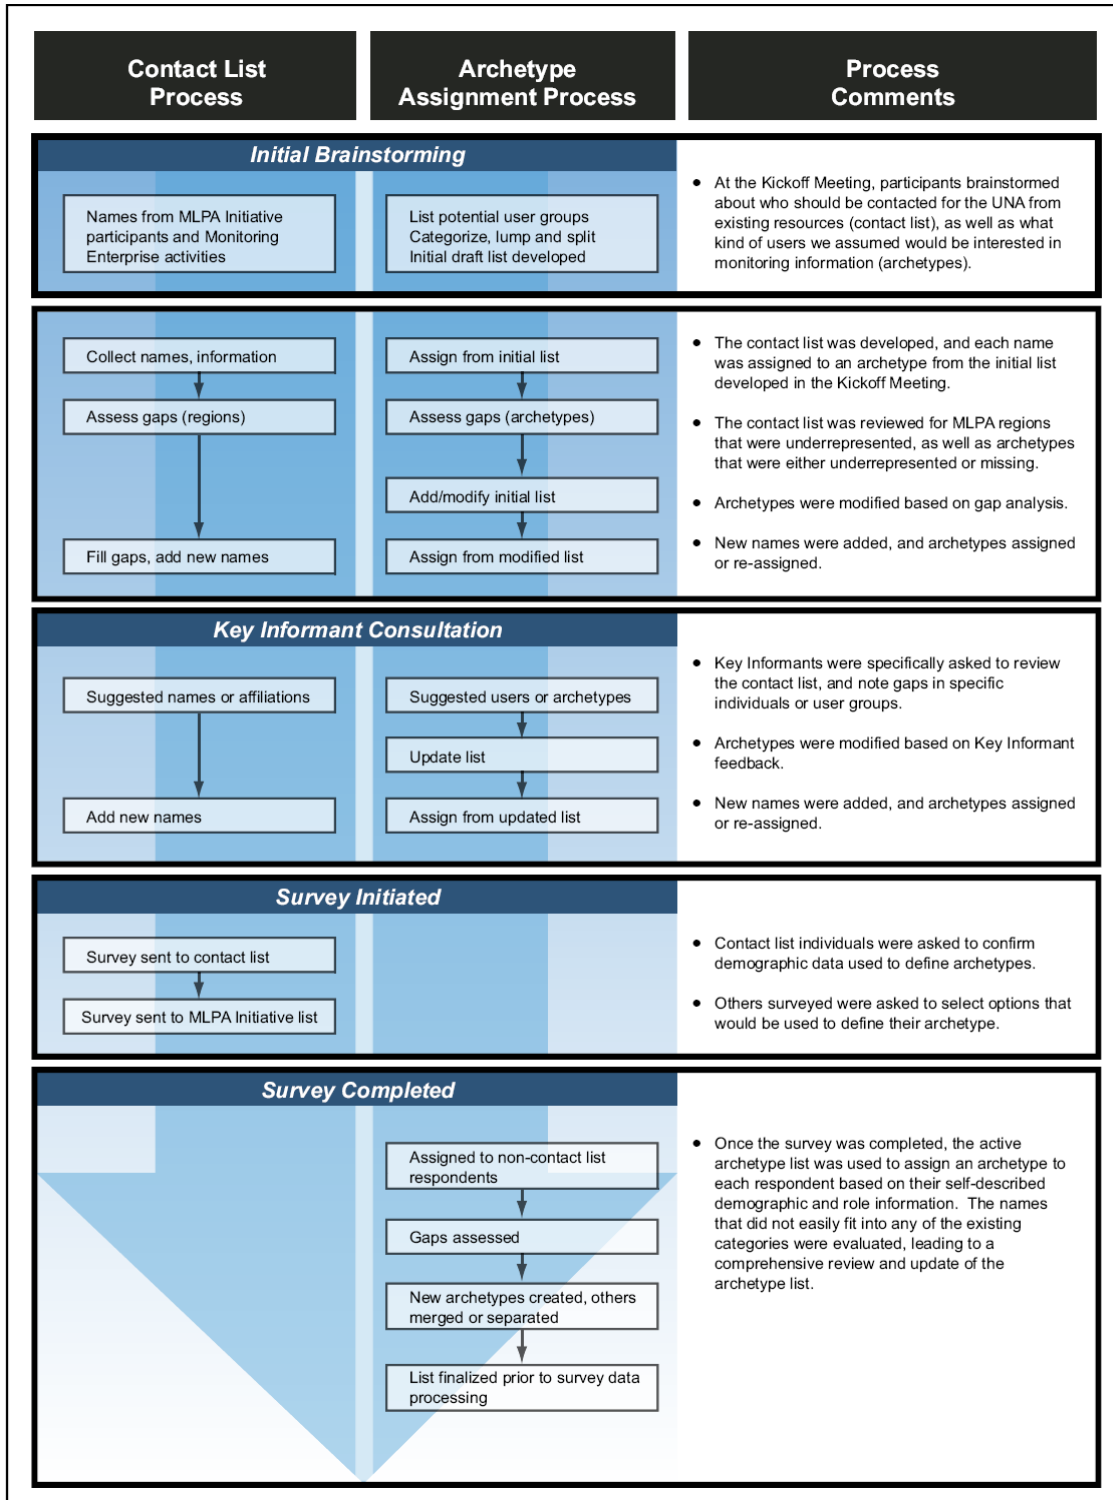 Contact List
Process
Archetype
Assignment Process
Process
Comments
Initial Brainstorming
Names from MLPA Initiative
participants and Monitoring
Enterprise activities
List potential user groups
Categorize, lump and split
Initial draft list developed
• At the Kickoff Meeting, participants brainstormed
about who should be contacted for the UNA from
existing resources (contact list), as well as what
kind of users we assumed would be interested in
monitoring information (archetypes).
Collect names, information
Assess gaps (regions)
Fill gaps, add new names
Assign from initial list
Assess gaps (archetypes)
Add/modify initial list
Assign from modified list
• The contact list was developed, and each name
was assigned to an archetype from the initial list
developed in the Kickoff Meeting.
• The contact list was reviewed for MLPA regions
that were underrepresented, as well as archetypes
that were either underrepresented or missing.
• Archetypes were modified based on gap analysis.
• New names were added, and archetypes assigned
or re-assigned.
Key Informant Consultation
Suggested names or affiliations
Add new names
Suggested users or archetypes
Update list
Assign from updated list
• Key Informants were specifically asked to review
the contact list, and note gaps in specific
individuals or user groups.
• Archetypes were modified based on Key Informant
feedback.
• New names were added, and archetypes assigned
or re-assigned.
Survey Initiated
Survey sent to contact list
Survey sent to MLPA Initiative list
• Contact list individuals were asked to confirm
demographic data used to define archetypes.
• Others surveyed were asked to select options that
would be used to define their archetype.
Survey Completed
Assigned to non-contact list
respondents
Gaps assessed
New archetypes created, others
merged or separated
List finalized prior to survey data
processing
• Once the survey was completed, the active
archetype list was used to assign an archetype to
each respondent based on their self-described
demographic and role information.  The names
that did not easily fit into any of the existing
categories were evaluated, leading to a
comprehensive review and update of the
archetype list.